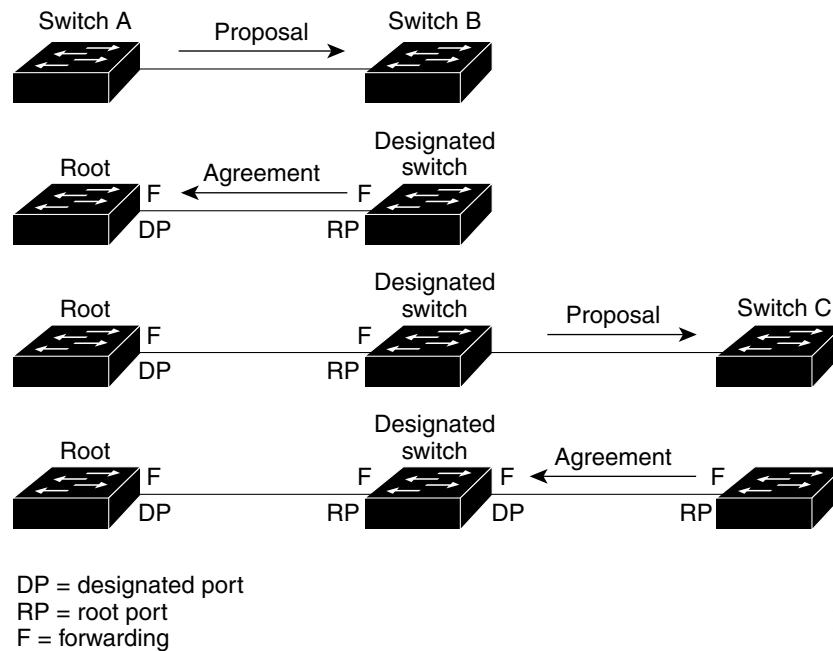 Switch A
Proposal
Switch B
Root
F
Agreement
F
Designated
switch
DP
RP
Root
F
F
Designated
switch
Proposal
Switch C
DP
RP
Root
F
F
Designated
switch
F
Agreement
F
DP
RP
DP
RP
DP = designated port
RP = root port
F = forwarding